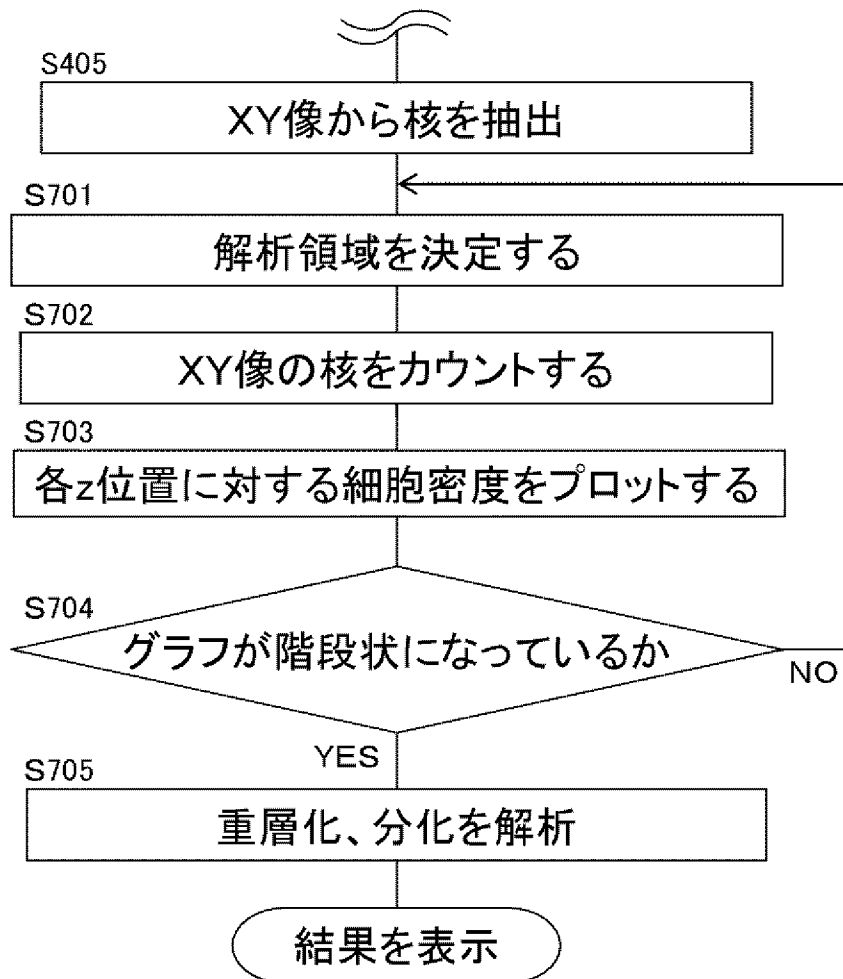 S405
XY像から核を抽出
S701
解析領域を決定する
S702
XY像の核をカウントする
S703
各z位置に対する細胞密度をプロットする
S704
グラフが階段状になっているか
NO
YES
S705
重層化、分化を解析
結果を表示